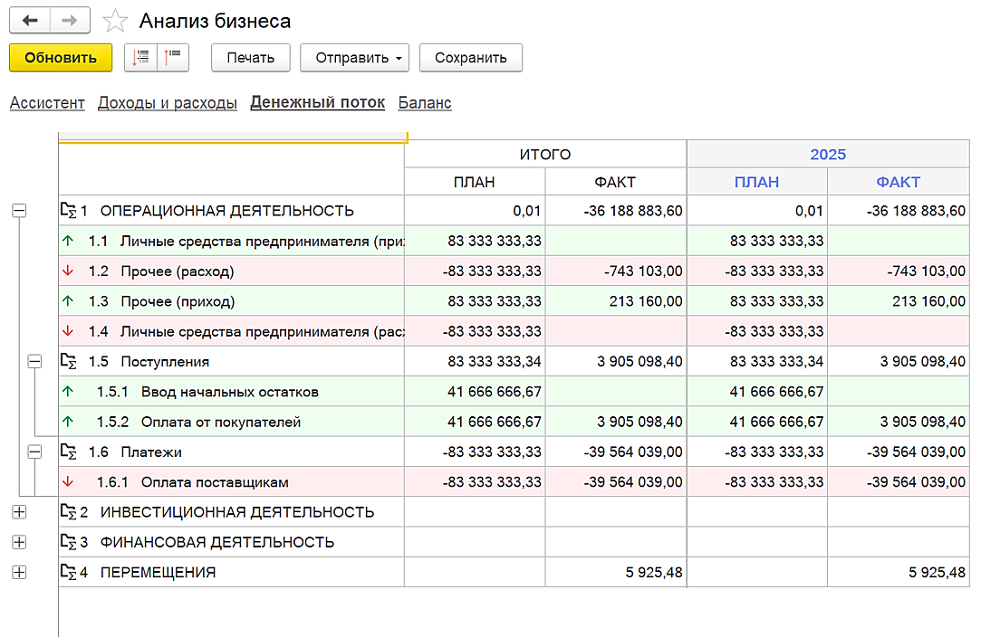 Анализ бизнеса
Обновить Печать Отправить Сохранить
Ассистент Доходы и расходы Денежный поток Баланс
ИТОГО 2025
ПЛАН ФАКТ ПЛАН ФАКТ
1 ОПЕРАЦИОННАЯ ДЕЯТЕЛЬНОСТЬ 0,01 -36 188 883,60 0,01 -36 188 883,60
1.1 Личные средства предпринимателя (при 83 333 333,33 83 333 333,33
1.2 Прочее (расход) -83 333 333,33 -743 103,00 -83 333 333,33 -743 103,00
1.3 Прочее (приход) 83 333 333,33 213 160,00 83 333 333,33 213 160,00
1.4 Личные средства предпринимателя (рас -83 333 333,33 -83 333 333,33
1.5 Поступления 83 333 333,34 3 905 098,40 83 333 333,34 3 905 098,40
1.5.1 Ввод начальных остатков 41 666 666,67 41 666 666,67
1.5.2 Оплата от покупателей 41 666 666,67 3 905 098,40 41 666 666,67 3 905 098,40
1.6 Платежи -83 333 333,33 -39 564 039,00 -83 333 333,33 -39 564 039,00
1.6.1 Оплата поставщикам -83 333 333,33 -39 564 039,00 -83 333 333,33 -39 564 039,00
2 ИНВЕСТИЦИОННАЯ ДЕЯТЕЛЬНОСТЬ
3 ФИНАНСОВАЯ ДЕЯТЕЛЬНОСТЬ
4 ПЕРЕМЕЩЕНИЯ 5 925,48 5 925,48